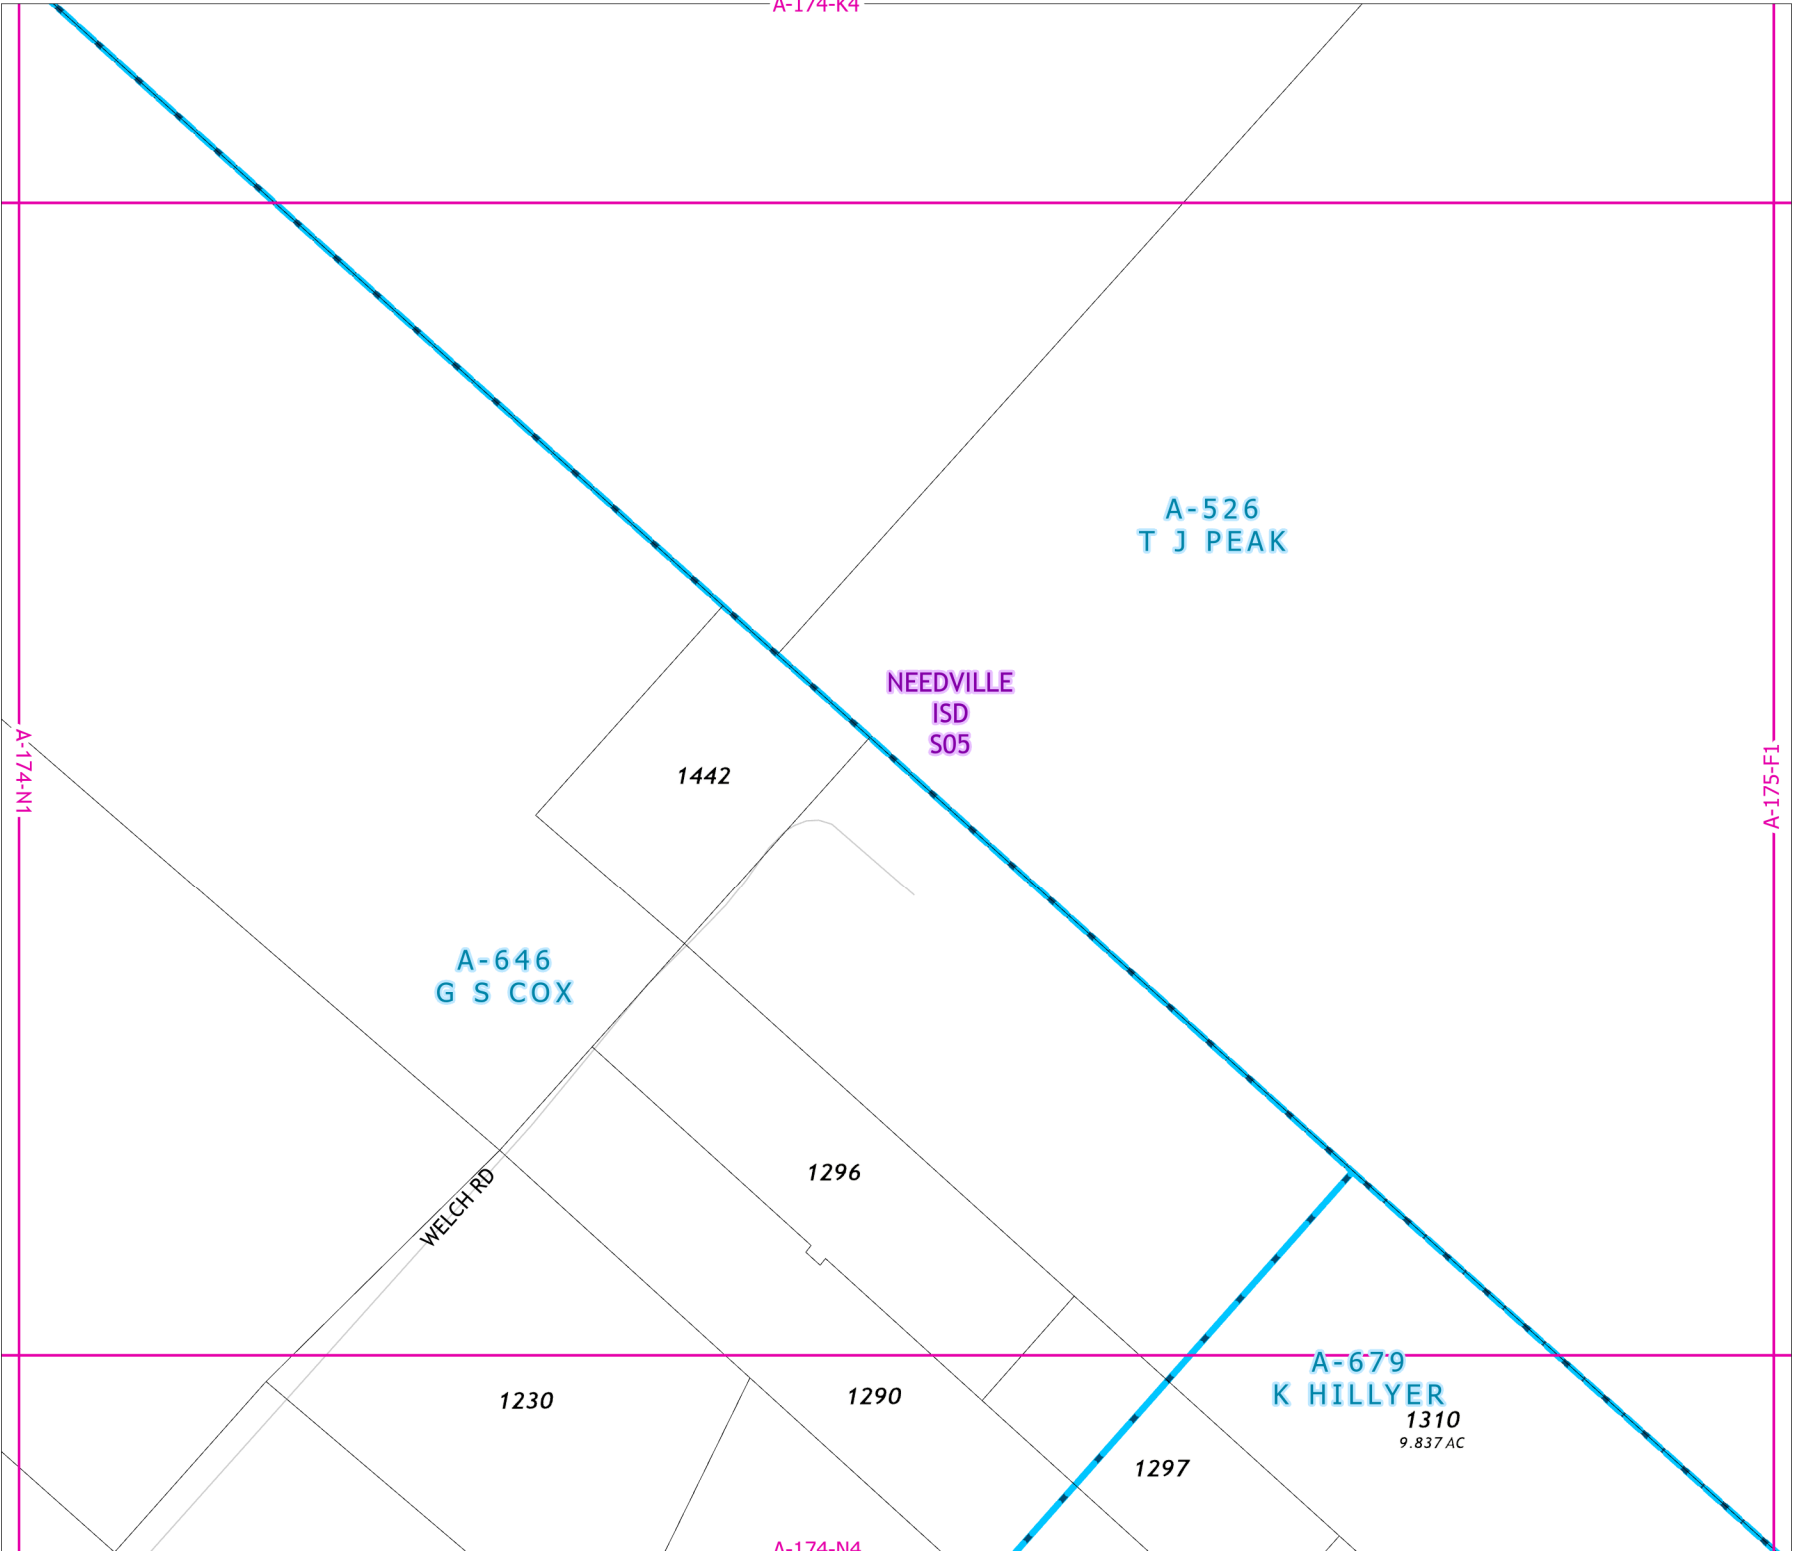 A-174-K4
A-526
T J PEAK
NEEDVILLE
ISD
S05
A-174-N1
A-175-F1
1442
A-646
G S COX
WELCH RD
1296
A-679
K HILLYER
1310
9.837 AC
1230
1290
1297
A-174-N4